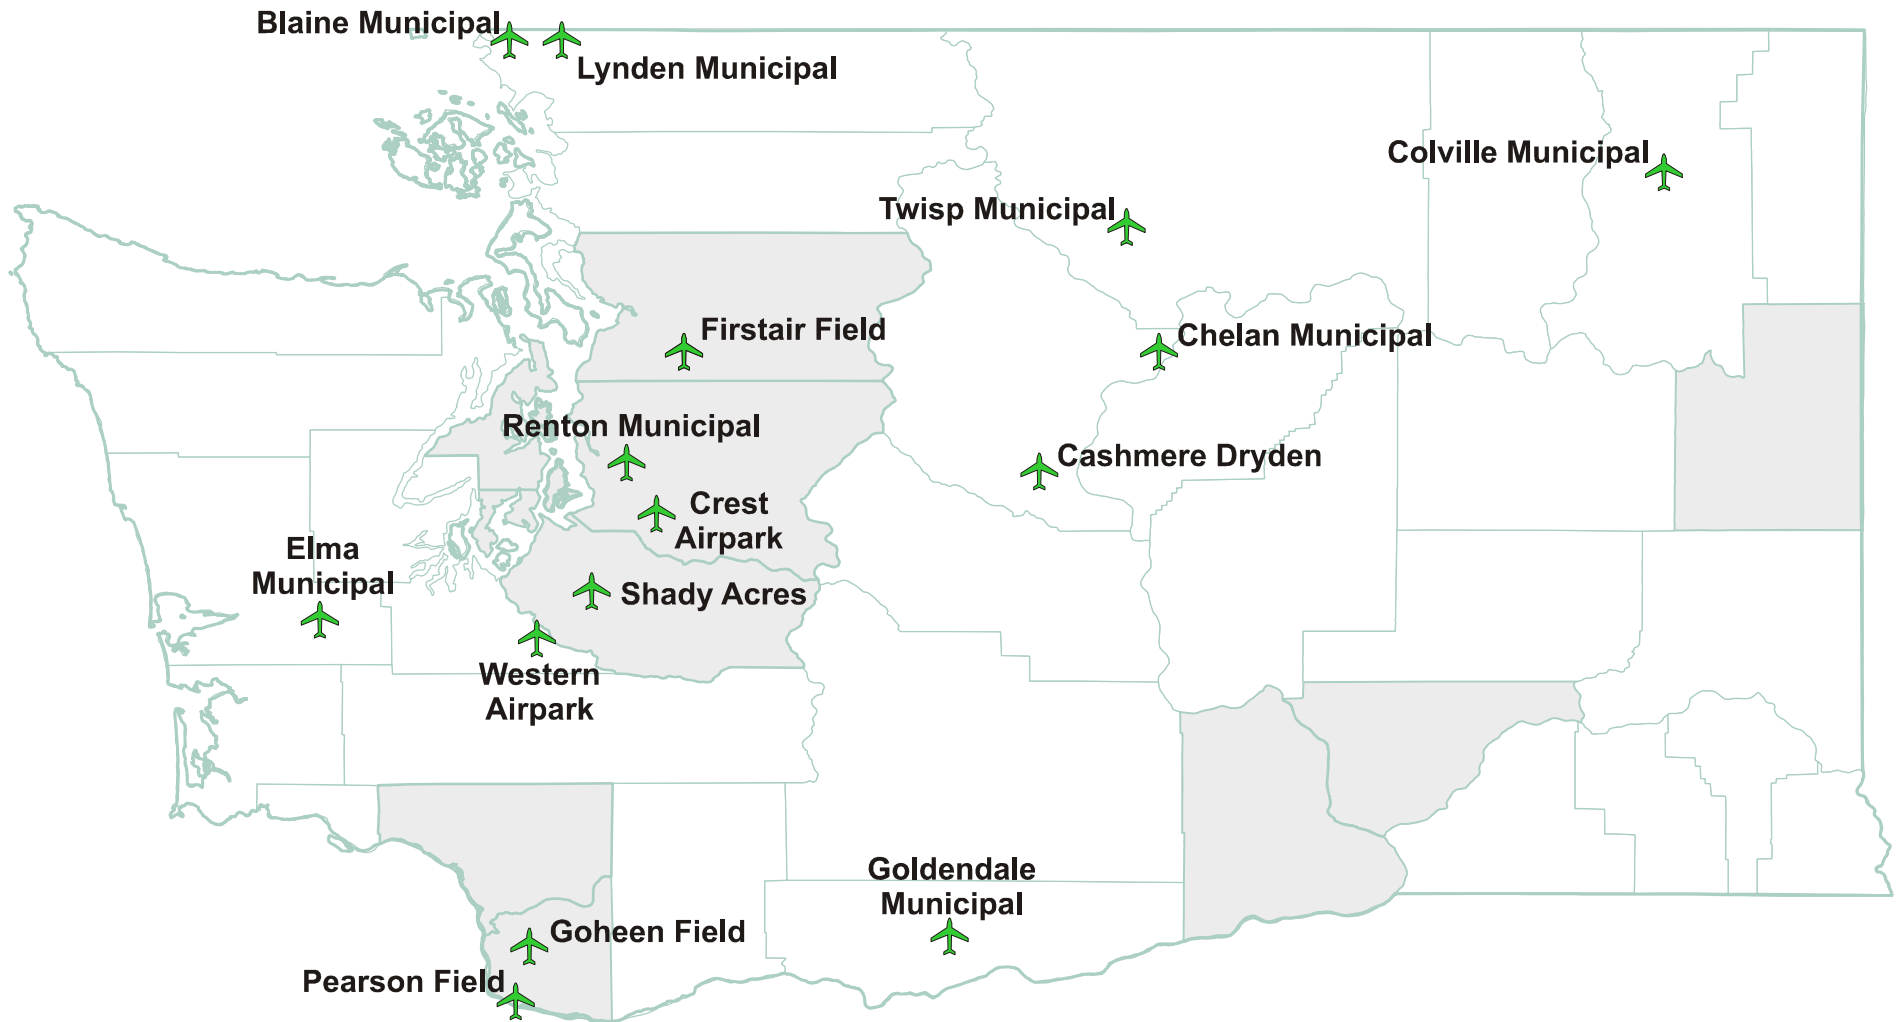 Blaine Municipal
Lynden Municipal
Colville Municipal
Twisp Municipal
Firstair Field
Chelan Municipal
Renton Municipal
Cashmere Dryden
Crest
Airpark
Elma
Municipal
Shady Acres
Western
Airpark
Goldendale
Municipal
Goheen Field
Pearson Field